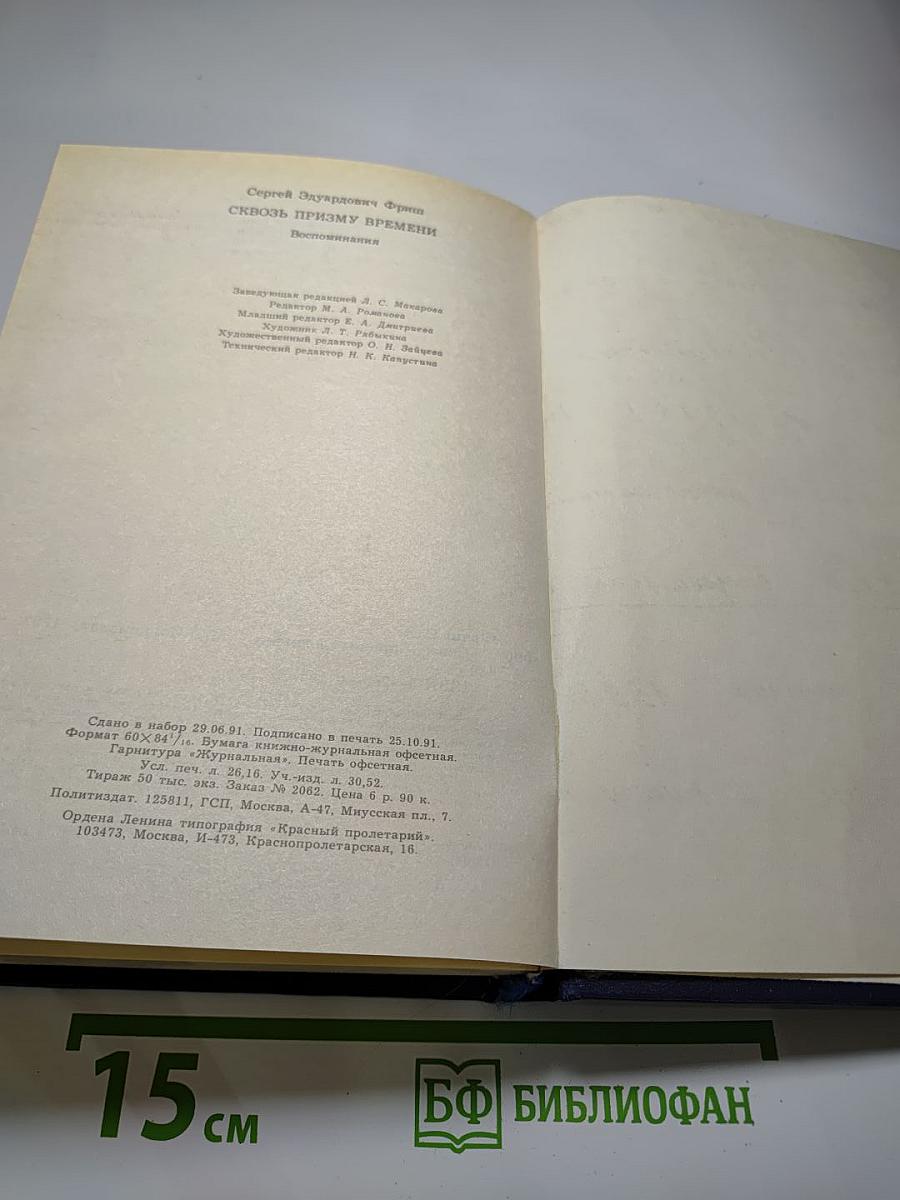 Сергей Эдуардович Фриш
СКВОЗЬ ПРИЗМУ ВРЕМЕНИ
Воспоминания
Заведующая редакцией Л. С. Макарова
Редактор М. А. Романова
Младший редактор Е. А. Дмитриева
Художник Л. Т. Рябыкина
Художественный редактор О. Н. Зайцева
Технический редактор Н. К. Капустина
Сдано в набор 29.06.91. Подписано в печать 25.10.91.
Формат 60×84¹/₁₆. Бумага книжно-журнальная офсетная.
Гарнитура «Журнальная». Печать офсетная.
Усл. печ. л. 26,16. Уч.-изд. л. 30,52.
Тираж 50 тыс. экз. Заказ № 2062. Цена 6 р. 90 к.
Политиздат. 125811, ГСП, Москва, А-47, Миусская пл., 7.
Ордена Ленина типография «Красный пролетарий».
103473, Москва, И-473, Краснопролетарская, 16.
15 см
БФ БИБЛИОФАН